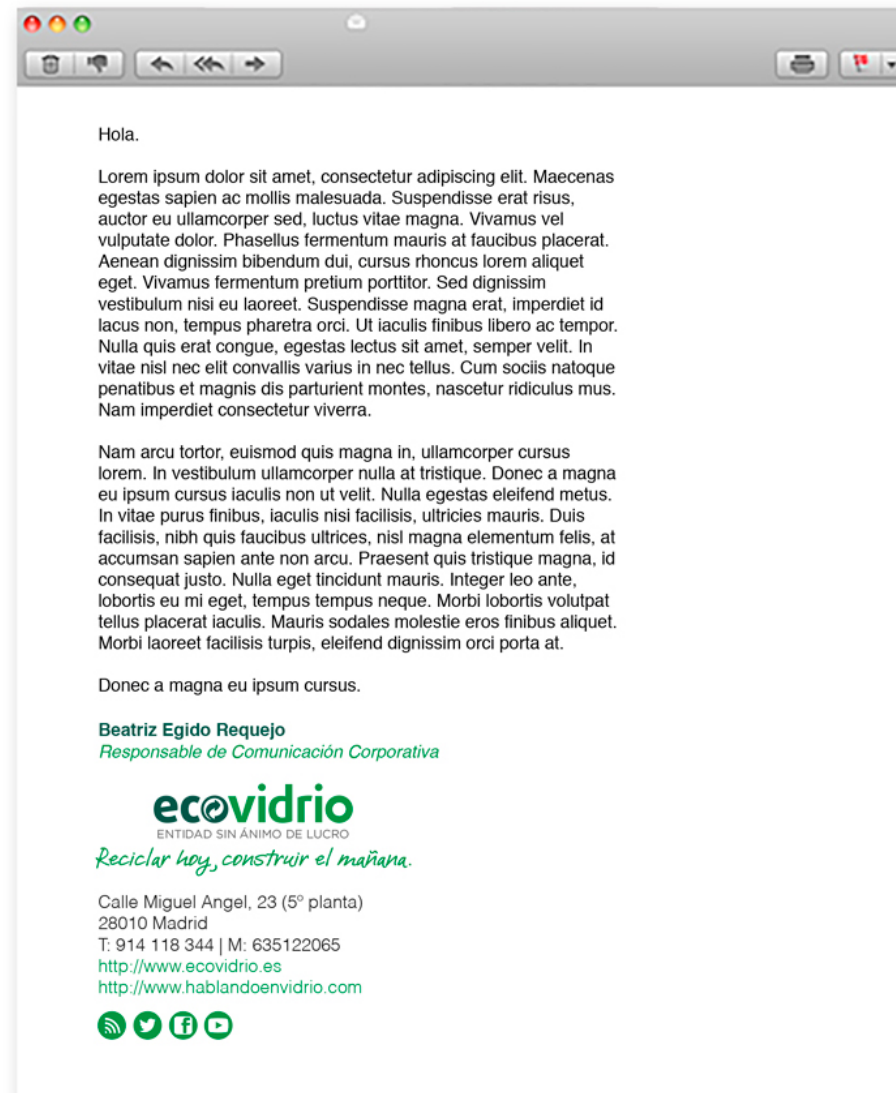 Hola.
Lorem ipsum dolor sit amet, consectetur adipiscing elit. Maecenas
egestas sapien ac mollis malesuada. Suspendisse erat risus,
auctor eu ullamcorper sed, luctus vitae magna. Vivamus vel
vulputate dolor. Phasellus fermentum mauris at faucibus placerat.
Aenean dignissim bibendum dui, cursus rhoncus lorem aliquet
eget. Vivamus fermentum pretium porttitor. Sed dignissim
vestibulum nisi eu laoreet. Suspendisse magna erat, imperdiet id
lacus non, tempus pharetra orci. Ut iaculis finibus libero ac tempor.
Nulla quis erat congue, egestas lectus sit amet, semper velit. In
vitae nisl nec elit convallis varius in nec tellus. Cum sociis natoque
penatibus et magnis dis parturient montes, nascetur ridiculus mus.
Nam imperdiet consectetur viverra.
Nam arcu tortor, euismod quis magna in, ullamcorper cursus
lorem. In vestibulum ullamcorper nulla at tristique. Donec a magna
eu ipsum cursus iaculis non ut velit. Nulla egestas eleifend metus.
In vitae purus finibus, iaculis nisi facilisis, ultricies mauris. Duis
facilisis, nibh quis faucibus ultrices, nisl magna elementum felis, at
accumsan sapien ante non arcu. Praesent quis tristique magna, id
consequat justo. Nulla eget tincidunt mauris. Integer leo ante,
lobortis eu mi eget, tempus tempus neque. Morbi lobortis volutpat
tellus placerat iaculis. Mauris sodales molestie eros finibus aliquet.
Morbi laoreet facilisis turpis, eleifend dignissim orci porta at.
Donec a magna eu ipsum cursus.
Beatriz Egido Requejo
Responsable de Comunicación Corporativa
ecovidrio
ENTIDAD SIN ÁNIMO DE LUCRO
Reciclar hoy, construir el mañana.
Calle Miguel Angel, 23 (5º planta)
28010 Madrid
T: 914 118 344 | M: 635122065
http://www.ecovidrio.es
http://www.hablandoenvidrio.com